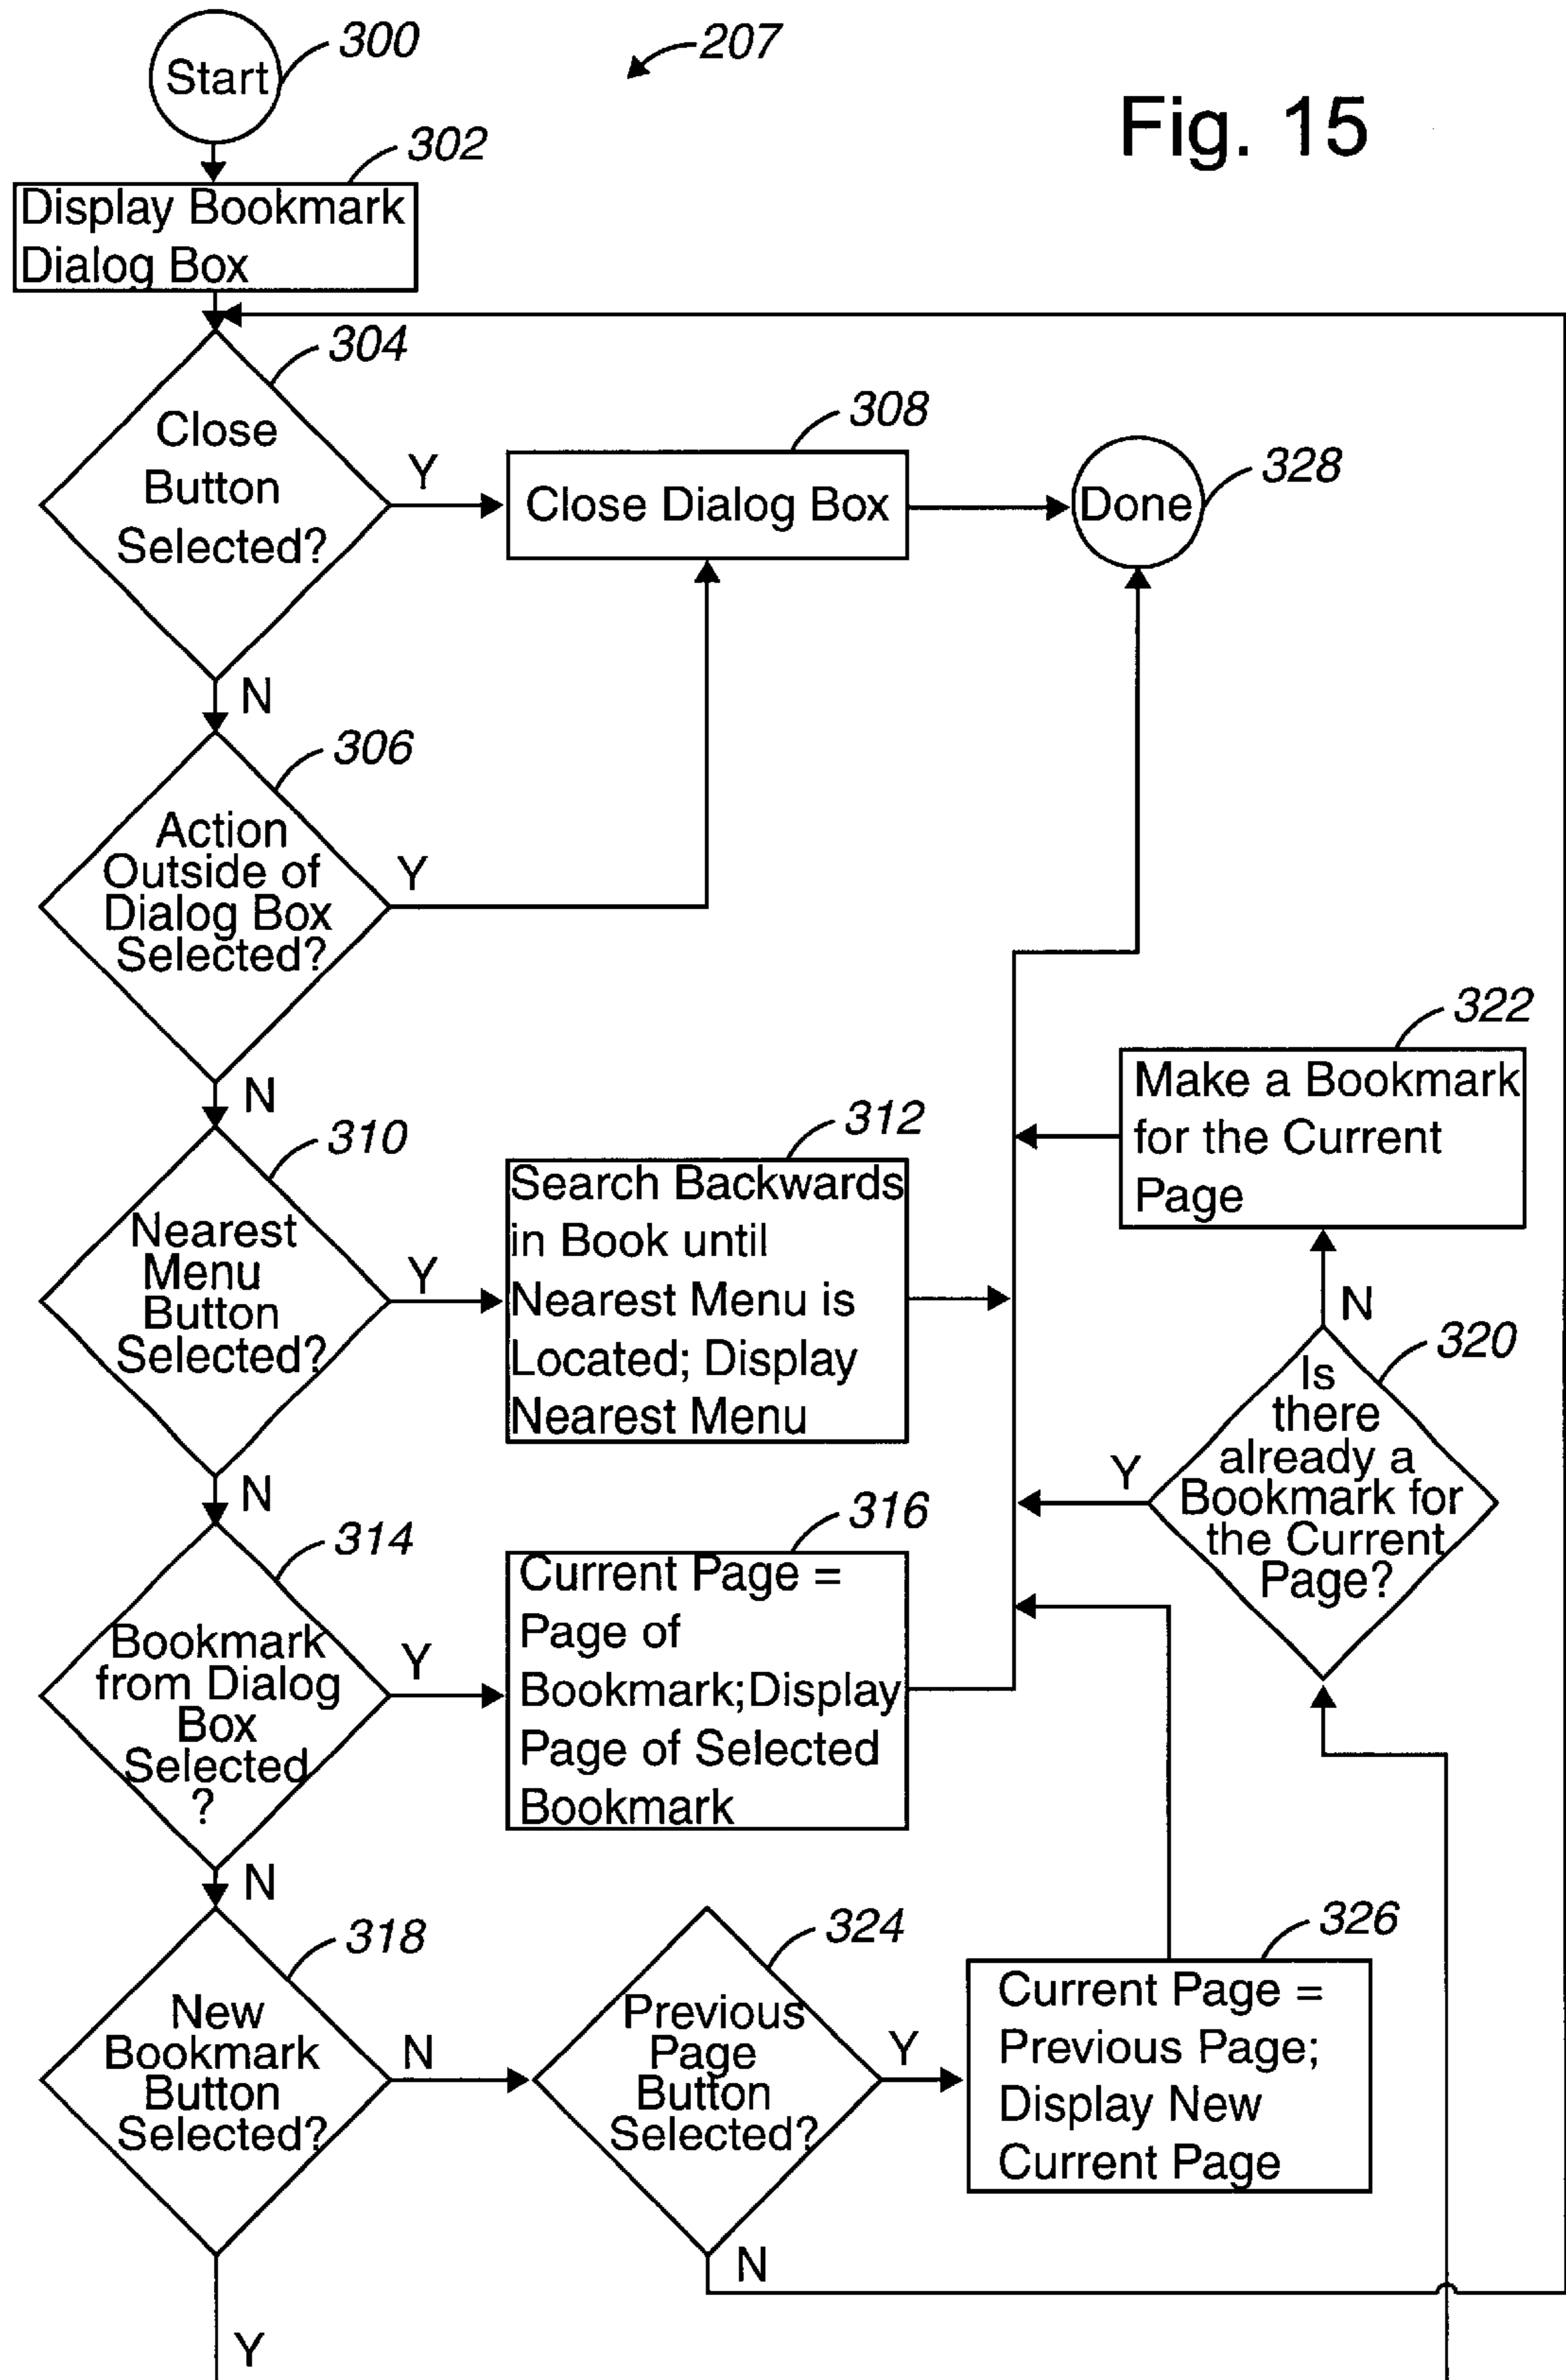 300
Start
207
Fig. 15
302
Display Bookmark
Dialog Box
304
Close
Button
Selected?
Y
308
Close Dialog Box
328
Done
N
306
Action
Outside of
Dialog Box
Selected?
Y
N
310
Nearest
Menu
Button
Selected?
Y
312
Search Backwards
in Book until
Nearest Menu is
Located; Display
Nearest Menu
322
Make a Bookmark
for the Current
Page
N
320
Is
there
already a
Bookmark for
the Current
Page?
Y
N
314
Bookmark
from Dialog
Box
Selected
?
Y
316
Current Page =
Page of
Bookmark;Display
Page of Selected
Bookmark
N
318
New
Bookmark
Button
Selected?
N
324
Previous
Page
Button
Selected?
Y
326
Current Page =
Previous Page;
Display New
Current Page
N
Y